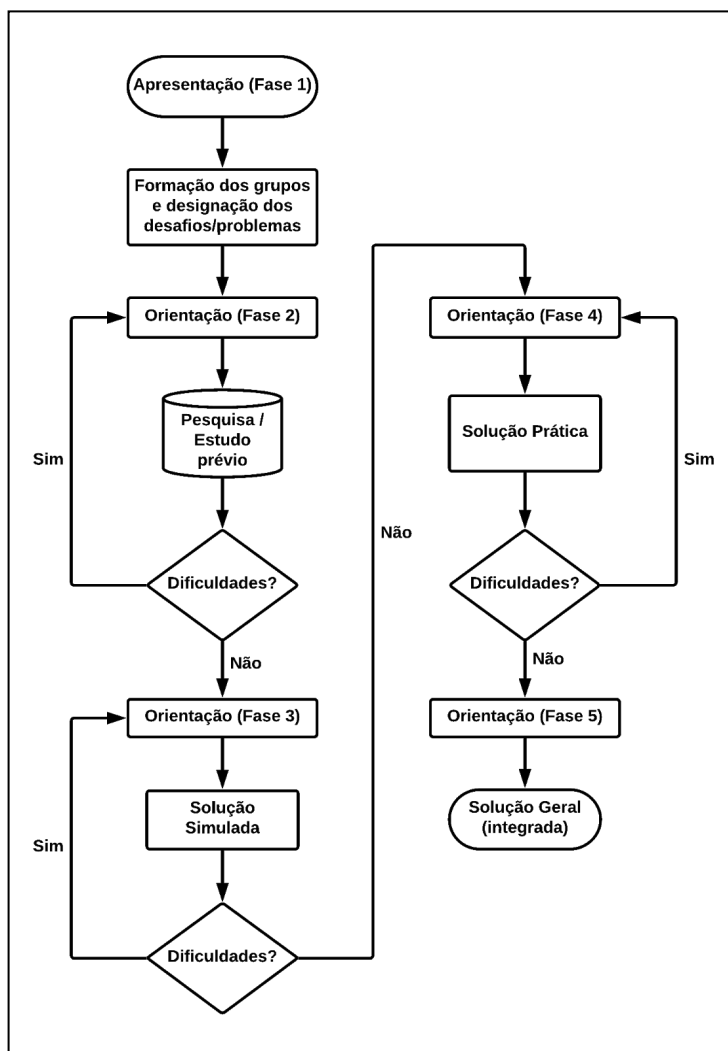 Apresentação (Fase 1)
Formação dos grupos
e designação dos
desafios/problemas
Orientação (Fase 2)
Pesquisa /
Estudo
prévio
Sim
Dificuldades?
Não
Orientação (Fase 3)
Solução
Simulada
Sim
Dificuldades?
Não
Orientação (Fase 4)
Solução Prática
Sim
Dificuldades?
Não
Orientação (Fase 5)
Solução Geral
(integrada)